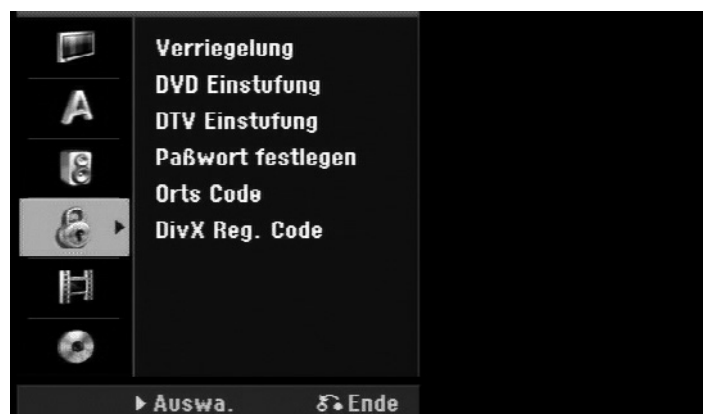 Verriegelung
DVD Einstufung
DTV Einstufung
Paßwort festlegen
Orts Code
DivX Reg. Code
Auswa. Ende